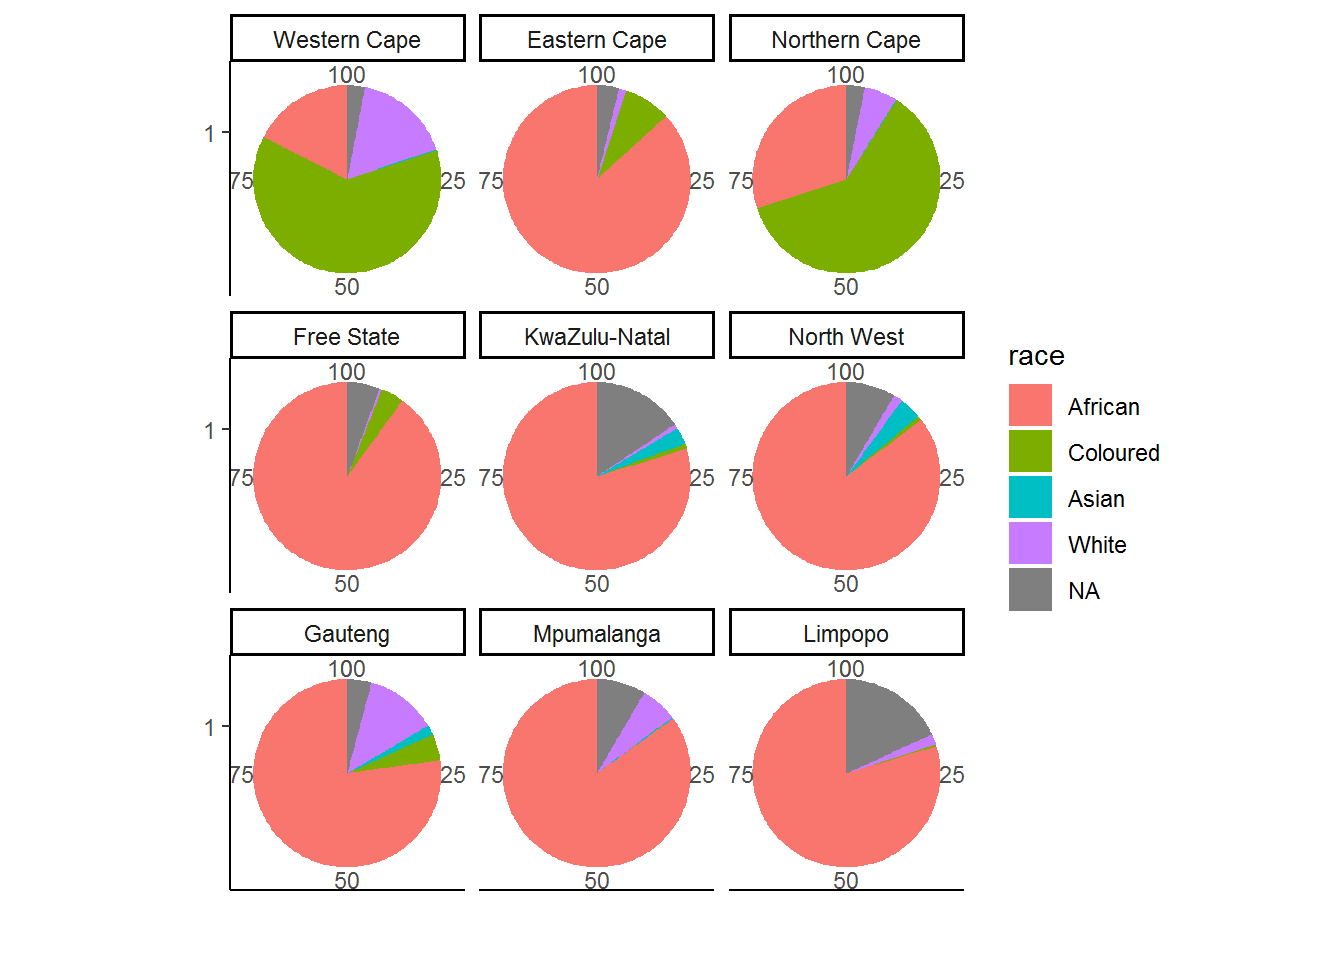 Western Cape
Eastern Cape
Northern Cape
100
100
100
1
75
25
75
25
75
25
50
50
50
Free State
KwaZulu-Natal
North West
100
100
100
1
75
25
75
25
75
25
50
50
50
Gauteng
Mpumalanga
Limpopo
100
100
100
1
75
25
75
25
75
25
50
50
50
race
African
Coloured
Asian
White
NA